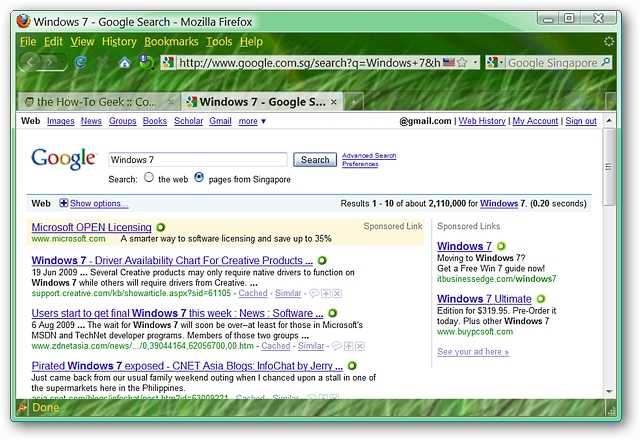 Windows 7 - Google Search - Mozilla Firefox
File Edit View History Bookmarks Tools Help
http://www.google.com.sg/search?q=Windows+7&h
Google Singapore
the How-To Geek :: Co...
Windows 7 - Google S...
Web Images News Groups Books Scholar Gmail more ▼
@gmail.com | Web History | My Account | Sign out
Google
Windows 7
Search
Advanced Search
Preferences
Search: the web pages from Singapore
Web Show options...
Results 1 - 10 of about 2,110,000 for Windows 7. (0.20 seconds)
Microsoft OPEN Licensing
Sponsored Link
www.microsoft.com A smarter way to software licensing and save up to 35%
Windows 7 - Driver Availability Chart For Creative Products ...
19 Jun 2009 ... Several Creative products may only require native drivers to function on
Windows 7 while others will require drivers from Creative. ...
support.creative.com/kb/showarticle.aspx?sid=61105 - Cached - Similar -
Users start to get final Windows 7 this week : News : Software ...
6 Aug 2009 ... The wait for Windows 7 will soon be over–at least for those in Microsoft's
MSDN and TechNet developer programs. Members of those two groups ...
www.zdnetasia.com/news/.../0,39044164,62056700,00.htm - Cached - Similar -
Pirated Windows 7 exposed - CNET Asia Blogs: InfoChat by Jerry ...
Just came back from our usual family weekend outing when I chanced upon a stall in one of
the supermarkets here in the Philippines.
Sponsored Links
Windows 7
Moving to Windows 7?
Get a Free Win 7 guide now!
itbusinessedge.com/windows7
Windows 7 Ultimate
Edition for $319.95. Pre-Order it
today. Plus other Windows 7
www.buypcsoft.com
See your ad here »
Done